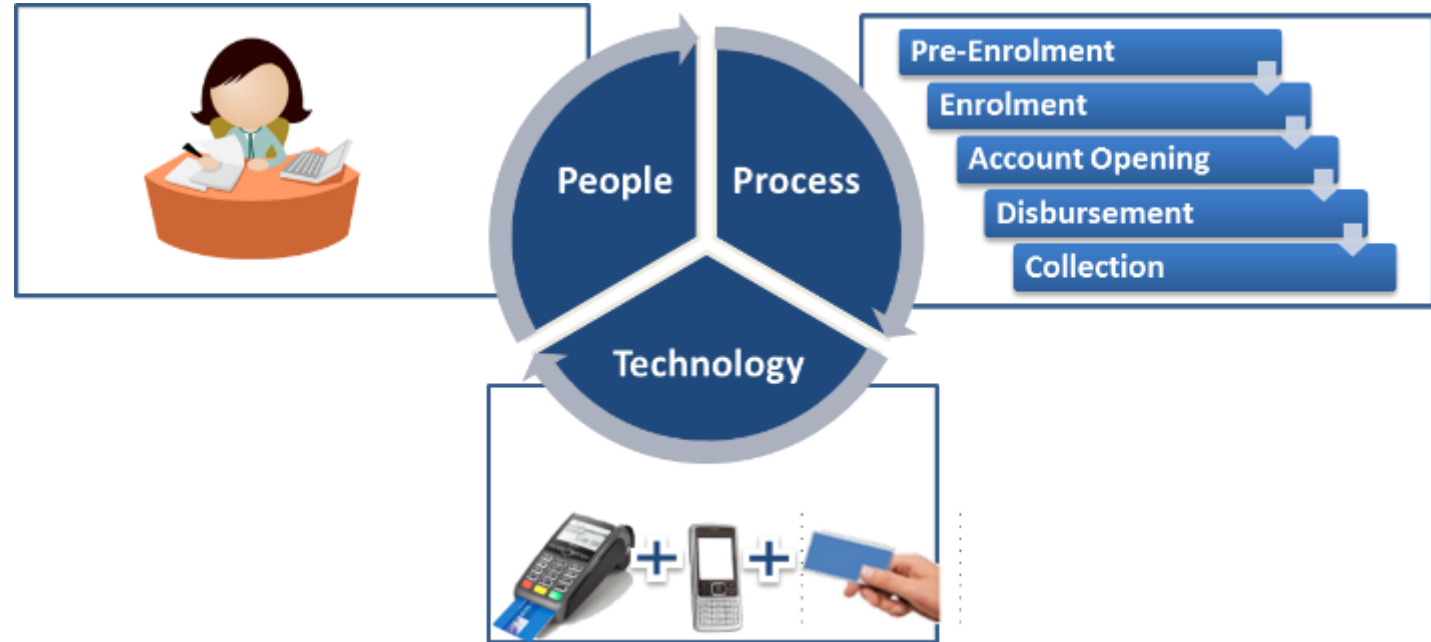 People
Process
Technology
Pre-Enrolment
Enrolment
Account Opening
Disbursement
Collection